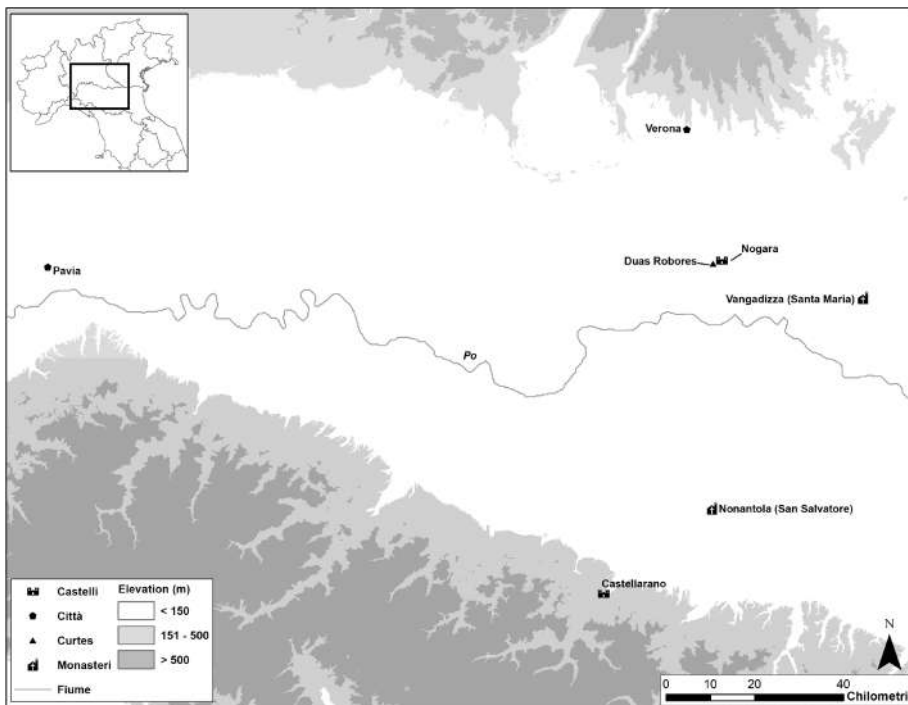 Verona
Nogara
Duas Robores
Pavia
Vangadizza (Santa Maria)
Po
Nonantola (San Salvatore)
Castellarano
Castelli
Città
Curtes
Monasteri
Fiume
Elevation (m)
< 150
151 - 500
> 500
N
0 10 20 40
Chilometri